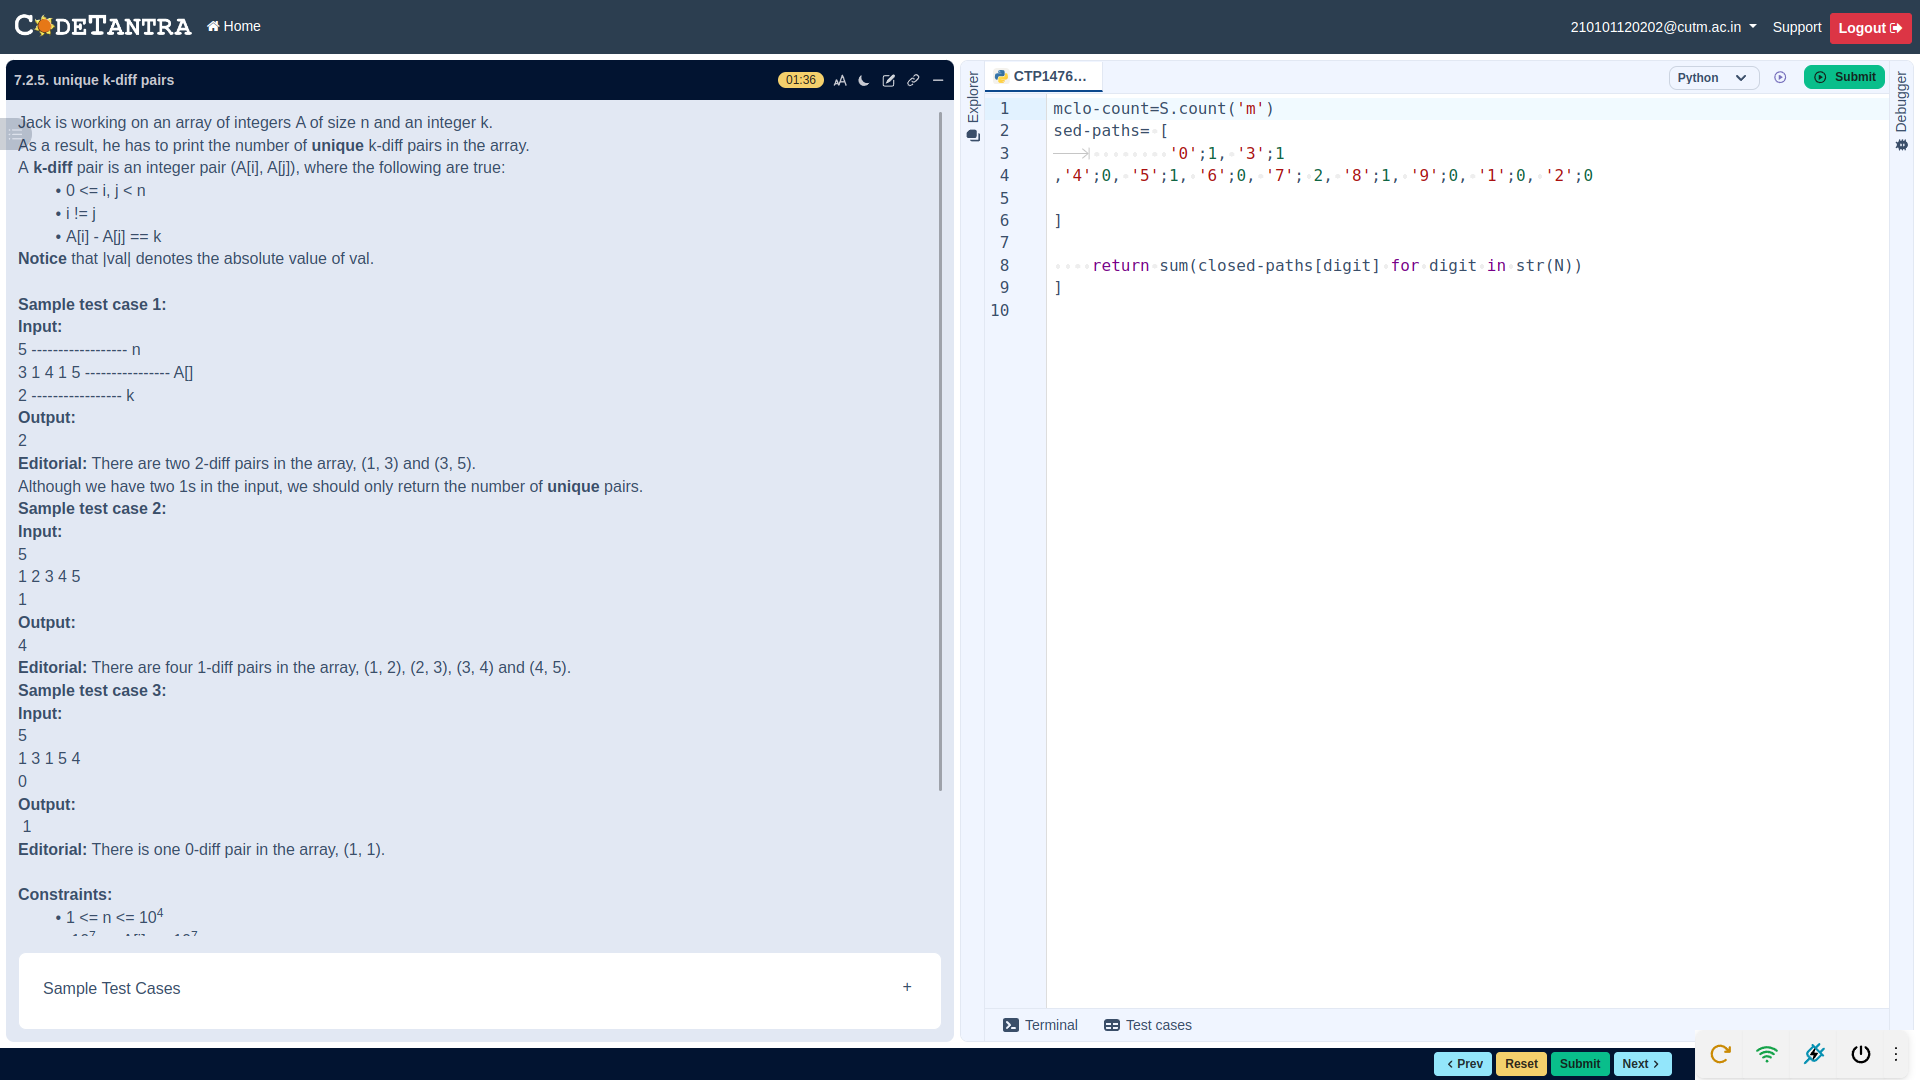 CODETANTRA
Home
210101120202@cutm.ac.in
Support
Logout
7.2.5. unique k-diff pairs
01:36
Jack is working on an array of integers A of size n and an integer k.
As a result, he has to print the number of unique k-diff pairs in the array.
A k-diff pair is an integer pair (A[i], A[j]), where the following are true:
• 0 <= i, j < n
• i != j
• A[i] - A[j] == k
Notice that |val| denotes the absolute value of val.
Sample test case 1:
Input:
5 ------------------ n
3 1 4 1 5 ---------------- A[]
2 ----------------- k
Output:
2
Editorial: There are two 2-diff pairs in the array, (1, 3) and (3, 5).
Although we have two 1s in the input, we should only return the number of unique pairs.
Sample test case 2:
Input:
5
1 2 3 4 5
1
Output:
4
Editorial: There are four 1-diff pairs in the array, (1, 2), (2, 3), (3, 4) and (4, 5).
Sample test case 3:
Input:
5
1 3 1 5 4
0
Output:
1
Editorial: There is one 0-diff pair in the array, (1, 1).
Constraints:
• 1 <= n <= 10^4
Sample Test Cases
+
Explorer
CTP1476...
Python
Submit
Debugger
1 mclo-count=S.count('m')
2 sed-paths= [
3 '0';1, '3';1
4 ,'4';0, '5';1, '6';0, '7'; 2, '8';1, '9';0, '1';0, '2';0
5
6 ]
7
8 return sum(closed-paths[digit] for digit in str(N))
9 ]
10
Terminal
Test cases
< Prev
Reset
Submit
Next >